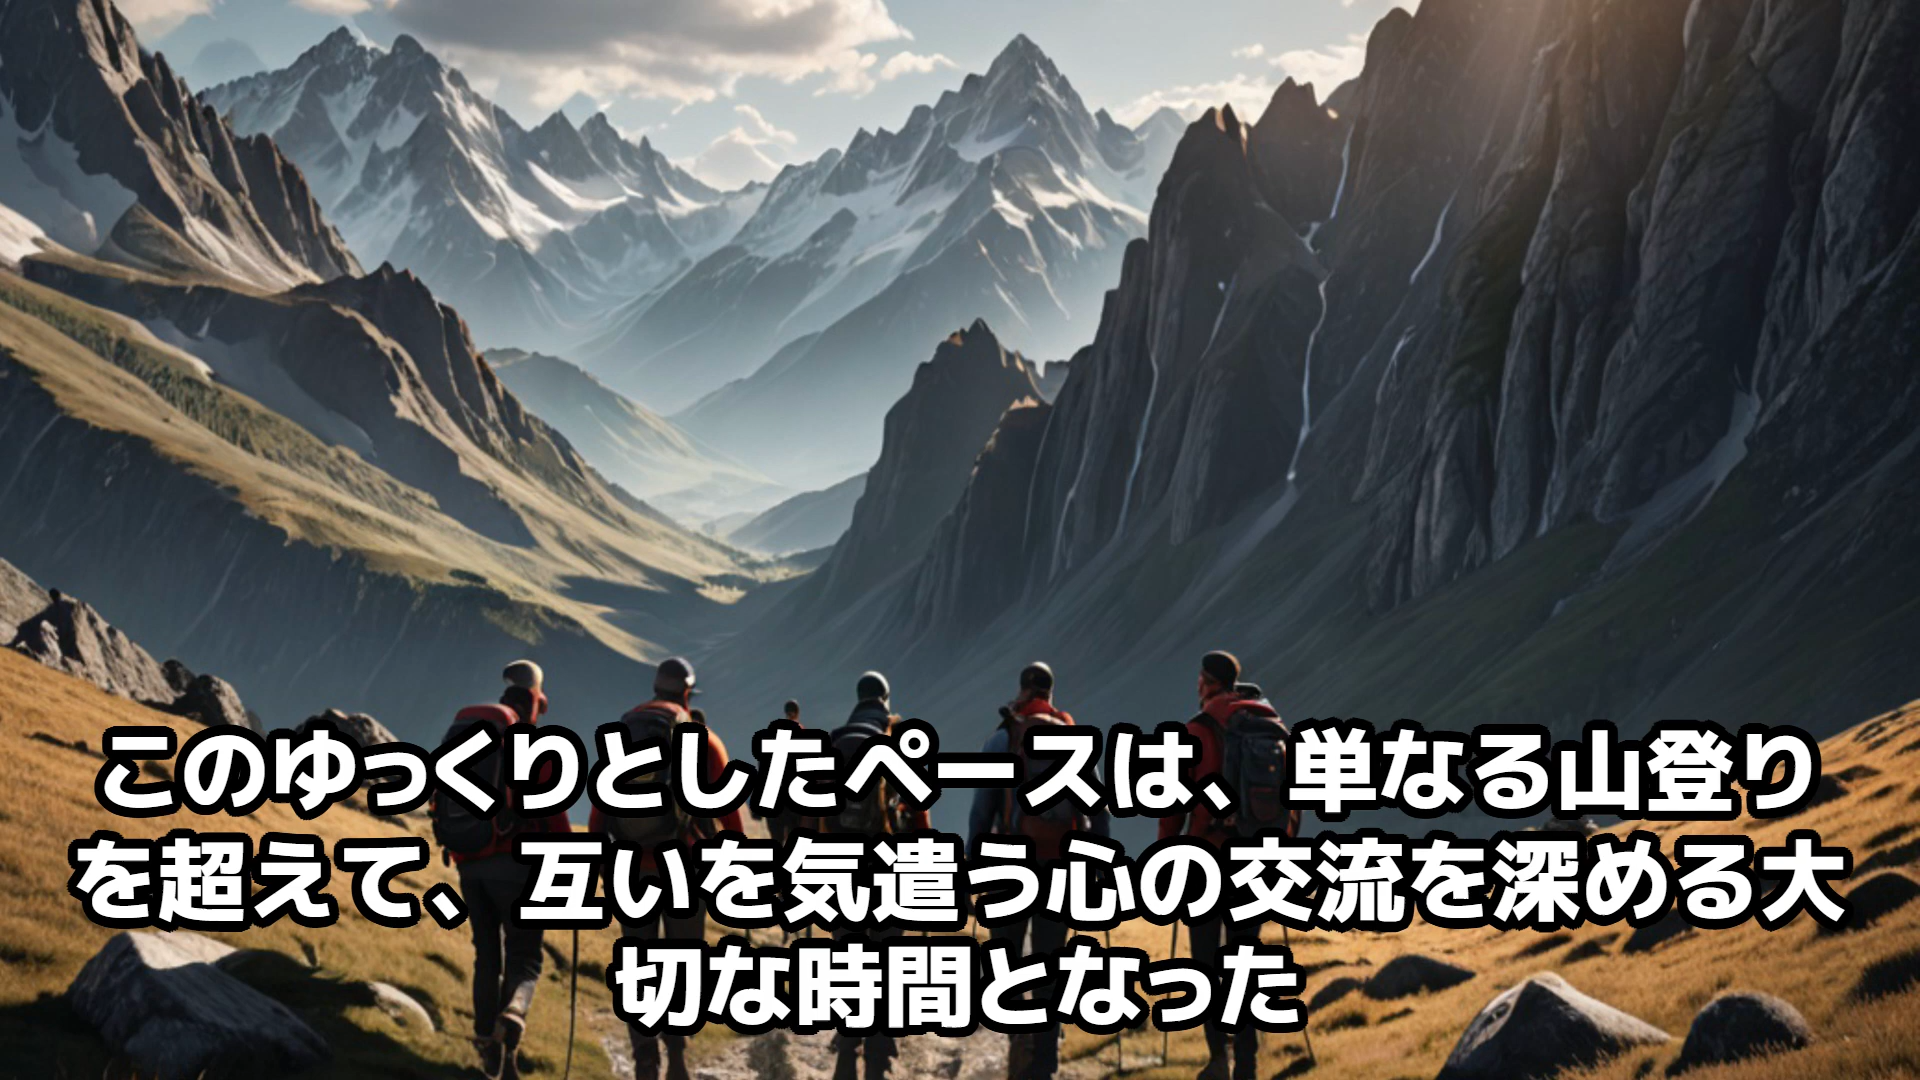 このゆっくりとしたペースは、単なる山登り
を超えて、互いを気遣う心の交流を深める大
切な時間となった